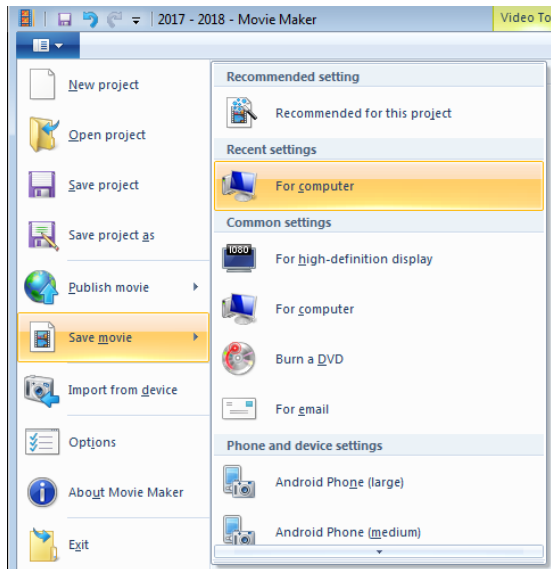 2017 - 2018 - Movie Maker
Video To
New project
Open project
Save project
Save project as
Publish movie
Save movie
Import from device
Options
About Movie Maker
Exit
Recommended setting
Recommended for this project
Recent settings
For computer
Common settings
1080
For high-definition display
For computer
Burn a DVD
For email
Phone and device settings
Android Phone (large)
Android Phone (medium)